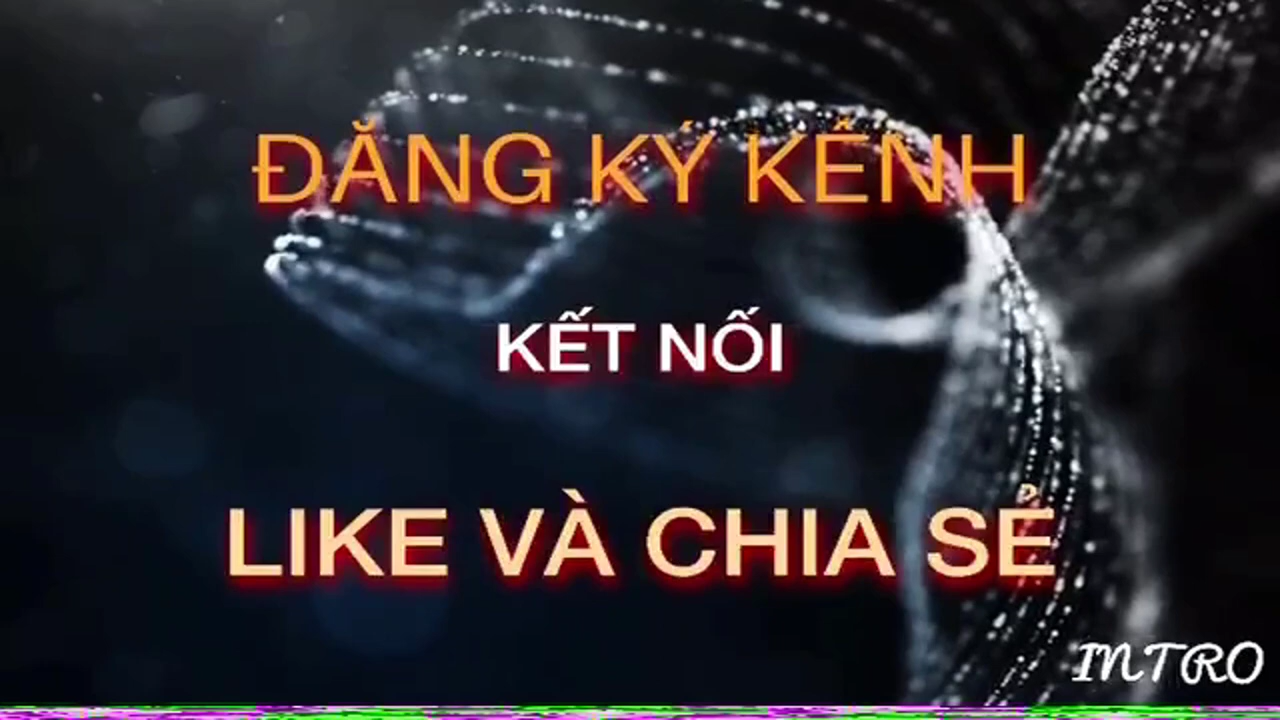 ĐĂNG KÝ KÊNH
KẾT NỐI
LIKE VÀ CHIA SẺ
INTRO